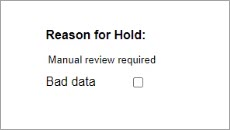 Reason for Hold:
Manual review required
Bad data